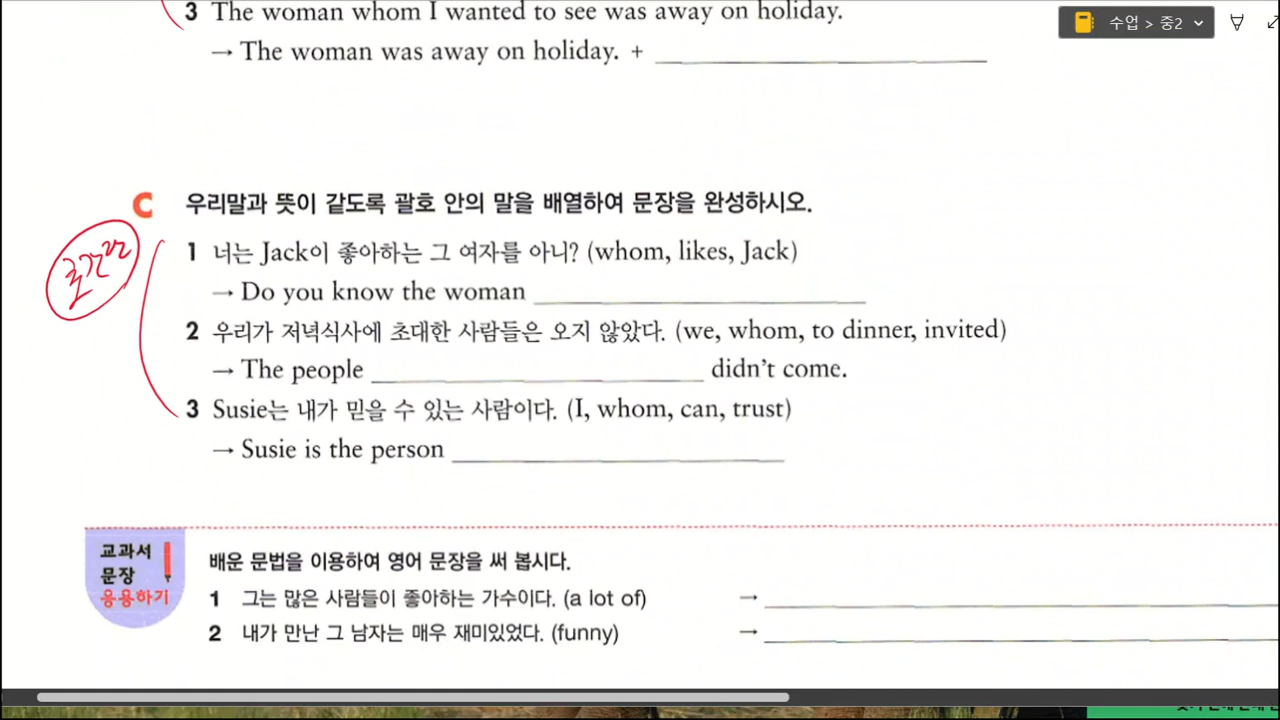 3 The woman whom I wanted to see was away on holiday.
→ The woman was away on holiday. +
수업 > 중2
C 우리말과 뜻이 같도록 괄호 안의 말을 배열하여 문장을 완성하시오.
1 너는 Jack이 좋아하는 그 여자를 아니? (whom, likes, Jack)
→ Do you know the woman
2 우리가 저녁식사에 초대한 사람들은 오지 않았다. (we, whom, to dinner, invited)
→ The people didn't come.
3 Susie는 내가 믿을 수 있는 사람이다. (I, whom, can, trust)
→ Susie is the person
교과서
문장
응용하기
배운 문법을 이용하여 영어 문장을 써 봅시다.
1 그는 많은 사람들이 좋아하는 가수이다. (a lot of) →
2 내가 만난 그 남자는 매우 재미있었다. (funny) →